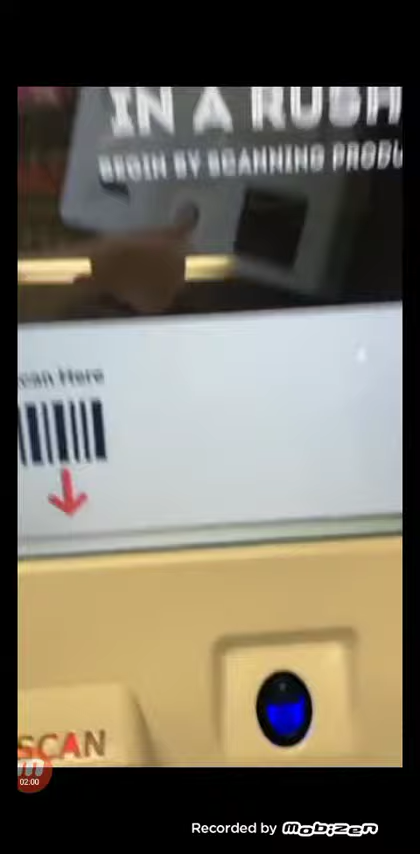 IN A RUSH
BEGIN BY SCANNING PRODU
can Here
SCAN
02:00
Recorded by Mobizen